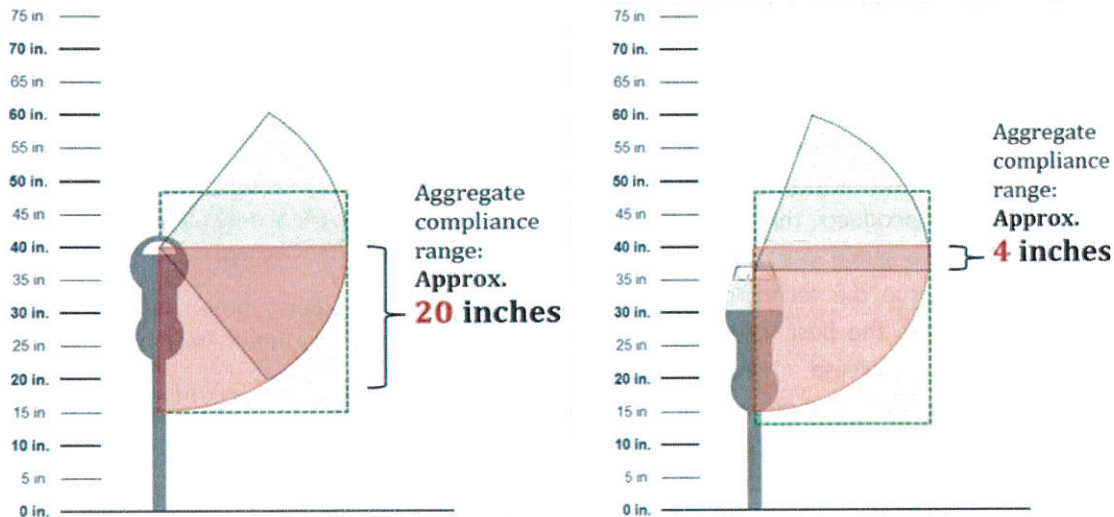 75 in
70 in.
65 in
60 in.
55 in.
50 in.
45 in
40 in.
35 in
30 in.
25 in
20 in.
15 in
10 in.
5 in
0 in.
Aggregate
compliance
range:
Approx.
20 inches
75 in
70 in.
65 in
60 in.
55 in.
50 in.
45 in
40 in.
35 in
30 in.
25 in
20 in.
15 in
10 in.
5 in
0 in.
Aggregate
compliance
range:
Approx.
4 inches